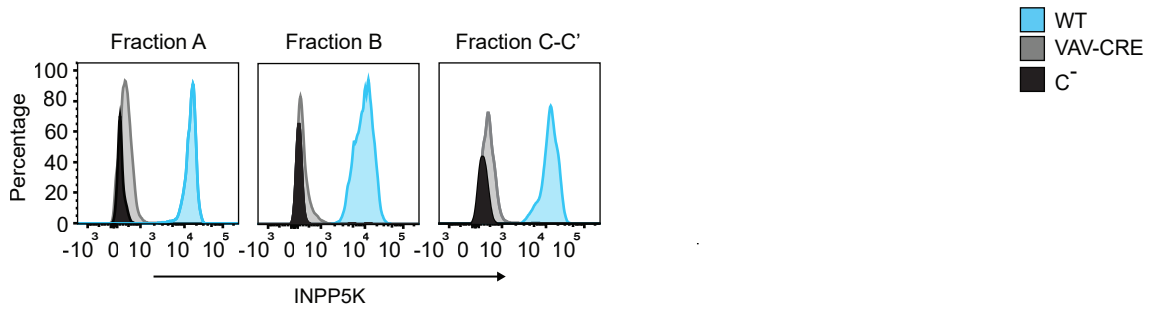 WT
VAV-CRE
C-
Fraction A
Fraction B
Fraction C-C’
Percentage
100
80
60
40
20
0
-10³ 0 10³ 10⁴ 10⁵
-10³ 0 10³ 10⁴ 10⁵
-10³ 0 10³ 10⁴ 10⁵
INPP5K